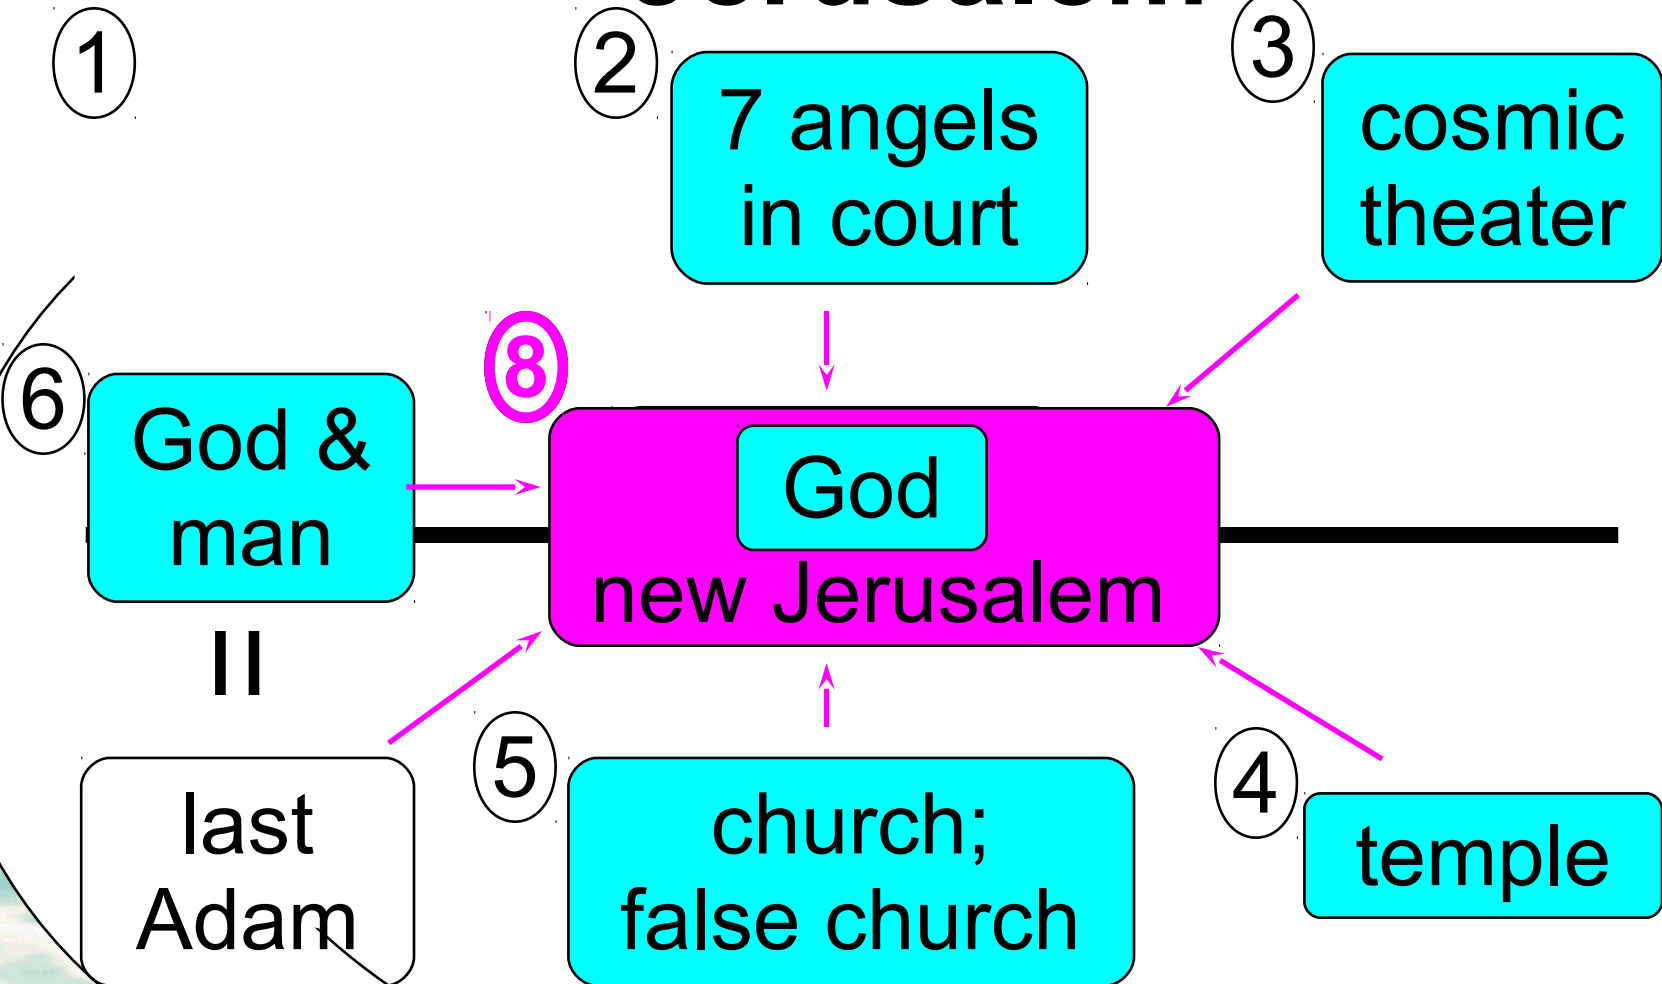 Jerusalem
1
2
7 angels
in court
3
cosmic
theater
6
God &
man
8
God
new Jerusalem
last
Adam
5
church;
false church
4
temple